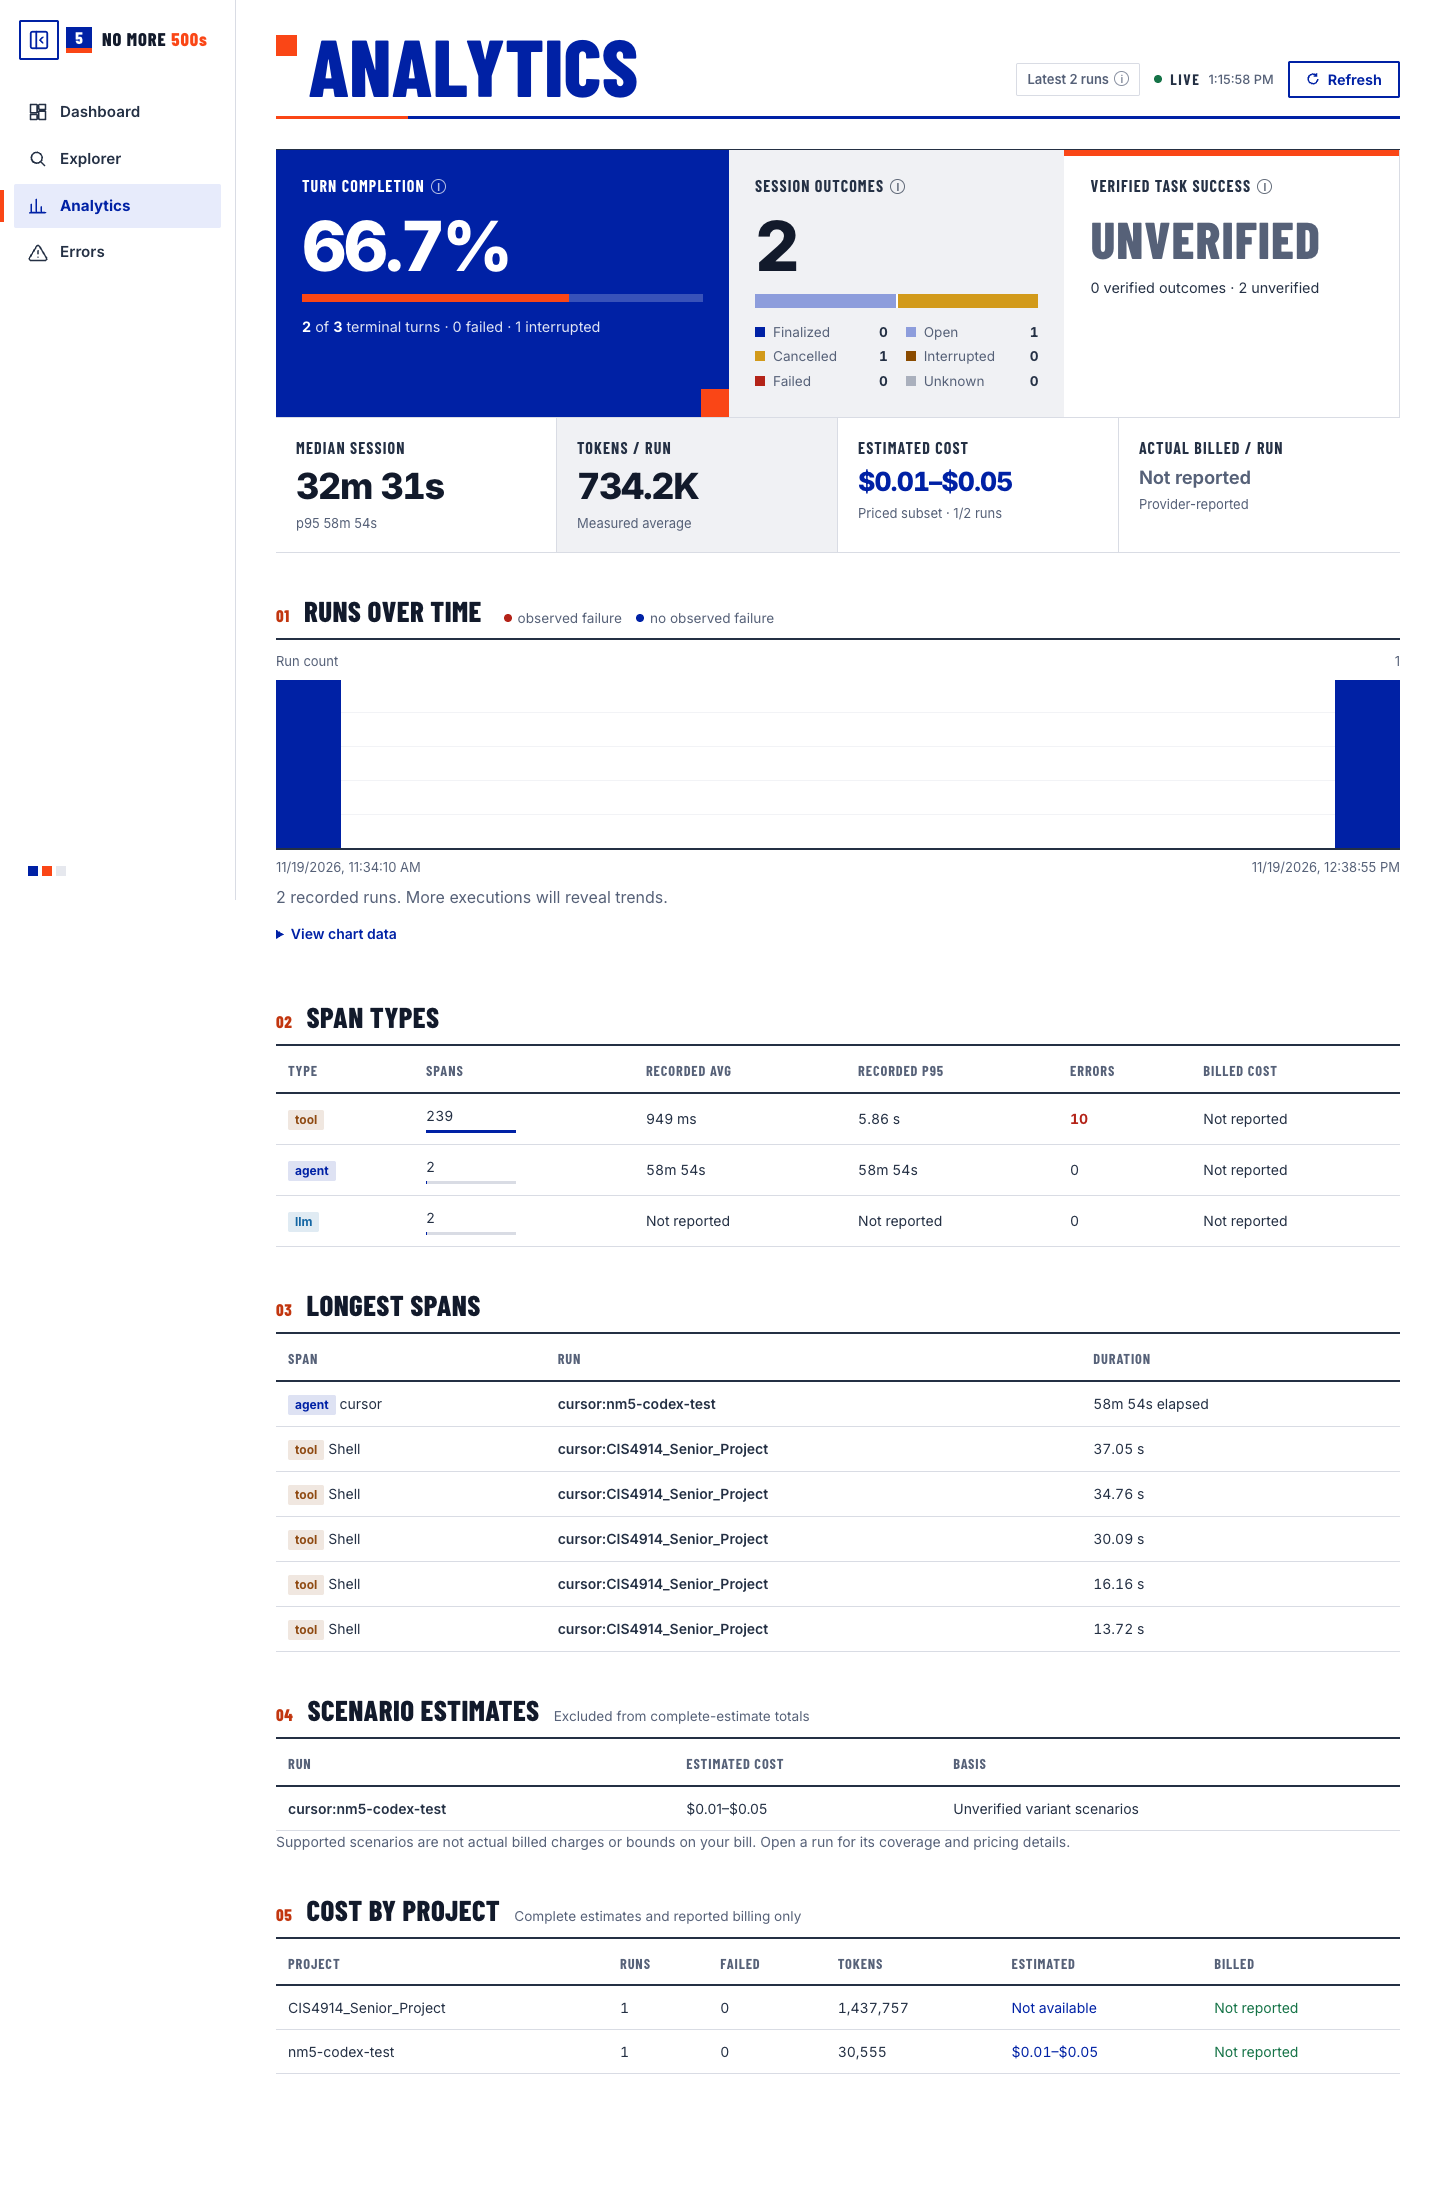 5 NO MORE 500s
Dashboard
Explorer
Analytics
Errors
ANALYTICS
Latest 2 runs ⓘ
LIVE 1:15:58 PM
Refresh
TURN COMPLETION ⓘ
66.7%
2 of 3 terminal turns · 0 failed · 1 interrupted
SESSION OUTCOMES ⓘ
2
Finalized 0 Open 1
Cancelled 1 Interrupted 0
Failed 0 Unknown 0
VERIFIED TASK SUCCESS ⓘ
UNVERIFIED
0 verified outcomes · 2 unverified
MEDIAN SESSION
32m 31s
p95 58m 54s
TOKENS / RUN
734.2K
Measured average
ESTIMATED COST
$0.01–$0.05
Priced subset · 1/2 runs
ACTUAL BILLED / RUN
Not reported
Provider-reported
01 RUNS OVER TIME observed failure no observed failure
Run count 1
11/19/2026, 11:34:10 AM 11/19/2026, 12:38:55 PM
2 recorded runs. More executions will reveal trends.
View chart data
02 SPAN TYPES
TYPE SPANS RECORDED AVG RECORDED P95 ERRORS BILLED COST
tool 239 949 ms 5.86 s 10 Not reported
agent 2 58m 54s 58m 54s 0 Not reported
llm 2 Not reported Not reported 0 Not reported
03 LONGEST SPANS
SPAN RUN DURATION
agent cursor cursor:nm5-codex-test 58m 54s elapsed
tool Shell cursor:CIS4914_Senior_Project 37.05 s
tool Shell cursor:CIS4914_Senior_Project 34.76 s
tool Shell cursor:CIS4914_Senior_Project 30.09 s
tool Shell cursor:CIS4914_Senior_Project 16.16 s
tool Shell cursor:CIS4914_Senior_Project 13.72 s
04 SCENARIO ESTIMATES Excluded from complete-estimate totals
RUN ESTIMATED COST BASIS
cursor:nm5-codex-test $0.01–$0.05 Unverified variant scenarios
Supported scenarios are not actual billed charges or bounds on your bill. Open a run for its coverage and pricing details.
05 COST BY PROJECT Complete estimates and reported billing only
PROJECT RUNS FAILED TOKENS ESTIMATED BILLED
CIS4914_Senior_Project 1 0 1,437,757 Not available Not reported
nm5-codex-test 1 0 30,555 $0.01–$0.05 Not reported